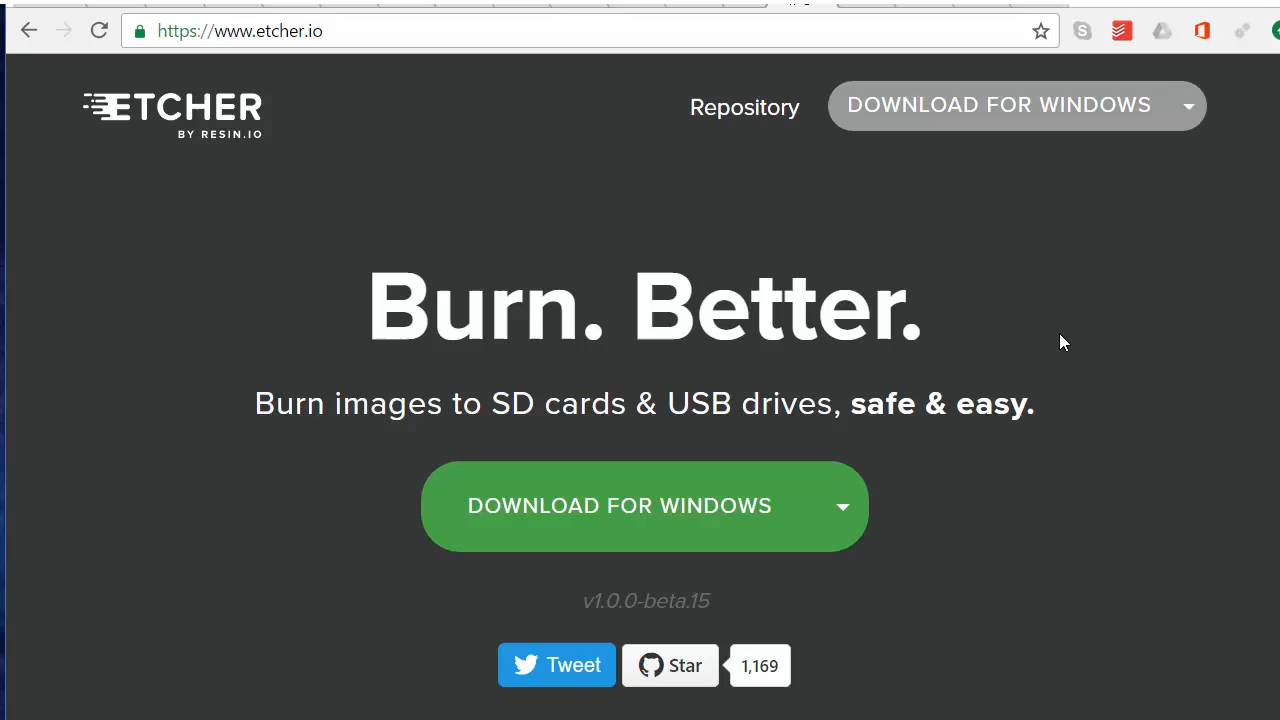 https://www.etcher.io
ETCHER
BY RESIN.IO
Repository
DOWNLOAD FOR WINDOWS
Burn. Better.
Burn images to SD cards & USB drives, safe & easy.
DOWNLOAD FOR WINDOWS
v1.0.0-beta.15
Tweet
Star
1,169